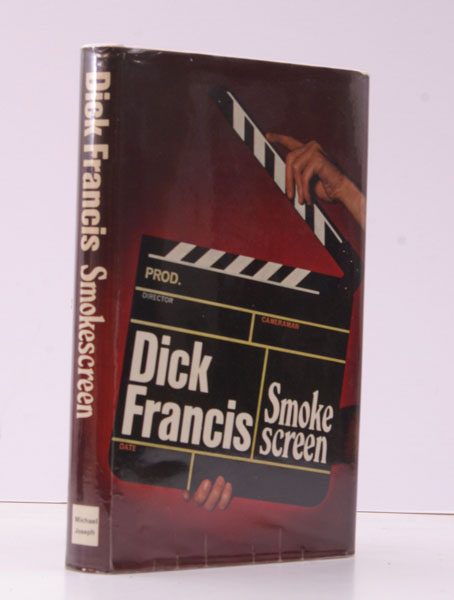 Dick Francis Smokescreen
Michael
Joseph
PROD.
DIRECTOR
CAMERAMAN
Dick
Francis
Smoke
screen
DATE